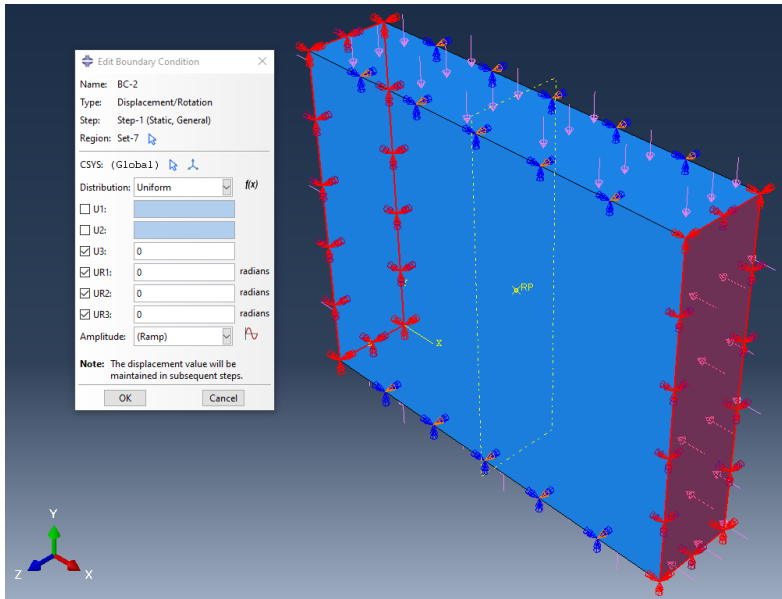 Edit Boundary Condition
Name: BC-2
Type: Displacement/Rotation
Step: Step-1 (Static, General)
Region: Set-7
CSYS: (Global)
Distribution: Uniform f(x)
U1:
U2:
U3: 0
UR1: 0 radians
UR2: 0 radians
UR3: 0 radians
Amplitude: (Ramp)
Note: The displacement value will be
maintained in subsequent steps.
OK Cancel
RP
Y
X
Y
Z X